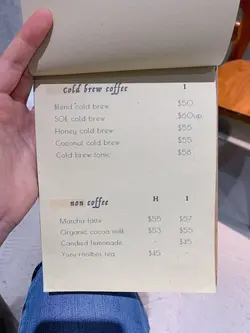 Cold brew coffee I
Blend cold brew $50
SOE cold brew $60up
Honey cold brew $55
Coconut cold brew $55
Cold brew tonic $58
non coffee H I
Matcha latte $55 $57
Organic cocoa milk $53 $55
Candied lemonade - $45
Yuzu rooibos tea $45 -